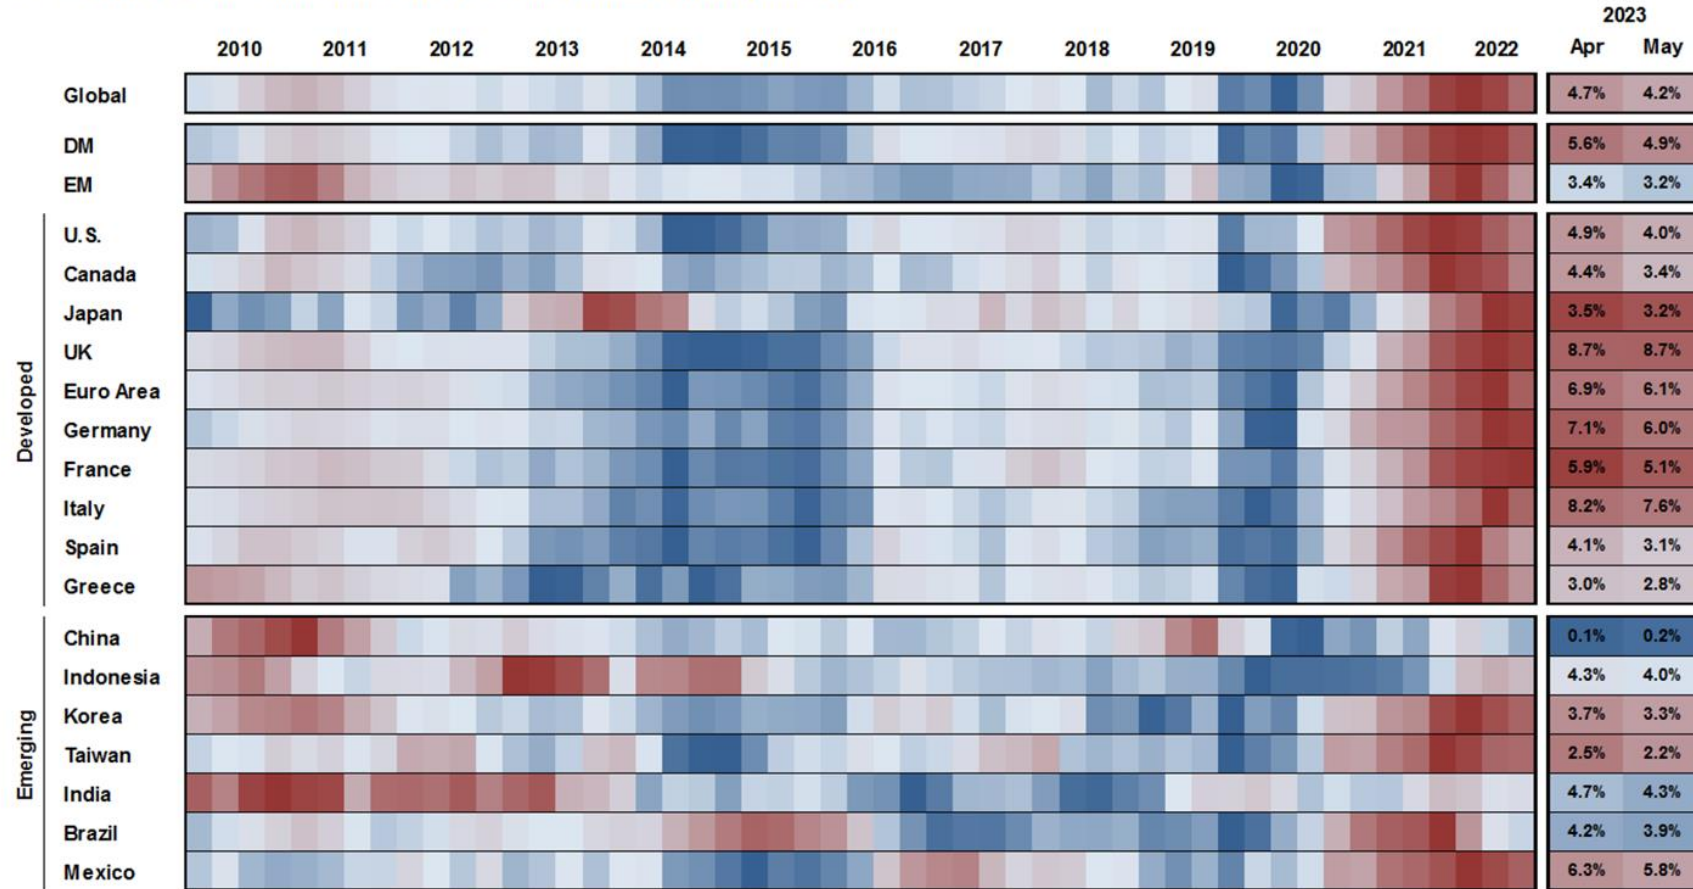 2023
2010 2011 2012 2013 2014 2015 2016 2017 2018 2019 2020 2021 2022 Apr May
Global 4.7% 4.2%
DM 5.6% 4.9%
EM 3.4% 3.2%
Developed
U.S. 4.9% 4.0%
Canada 4.4% 3.4%
Japan 3.5% 3.2%
UK 8.7% 8.7%
Euro Area 6.9% 6.1%
Germany 7.1% 6.0%
France 5.9% 5.1%
Italy 8.2% 7.6%
Spain 4.1% 3.1%
Greece 3.0% 2.8%
Emerging
China 0.1% 0.2%
Indonesia 4.3% 4.0%
Korea 3.7% 3.3%
Taiwan 2.5% 2.2%
India 4.7% 4.3%
Brazil 4.2% 3.9%
Mexico 6.3% 5.8%